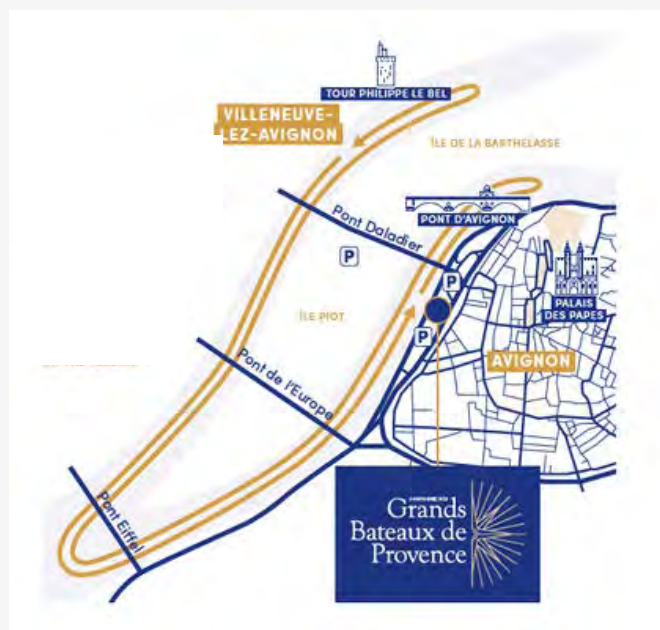 TOUR PHILIPPE LE BEL
VILLENEUVE-
LEZ-AVIGNON
ÎLE DE LA BARTHELASSE
PONT D'AVIGNON
Pont Daladier
P
P
PALAIS
DES PAPES
ÎLE PIOT
P
Pont de l'Europe
AVIGNON
Pont Eiffel
Grands
Bateaux de
Provence